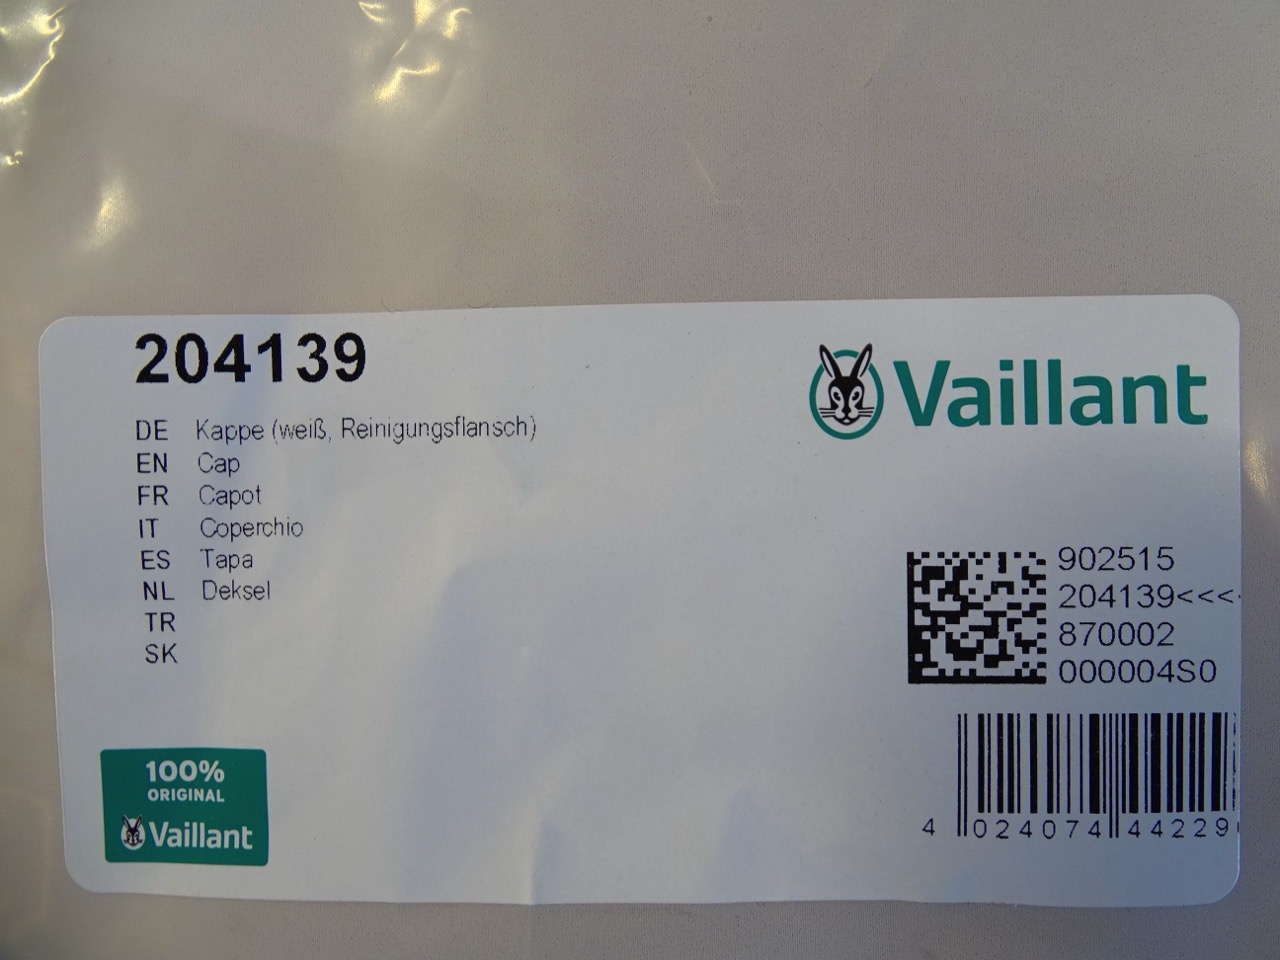 204139
Vaillant
DE Kappe (weiß, Reinigungsflansch)
EN Cap
FR Capot
IT Coperchio
ES Tapa
NL Deksel
TR
SK
902515
204139<<<
870002
000004S0
100%
ORIGINAL
Vaillant
4 024074 44229